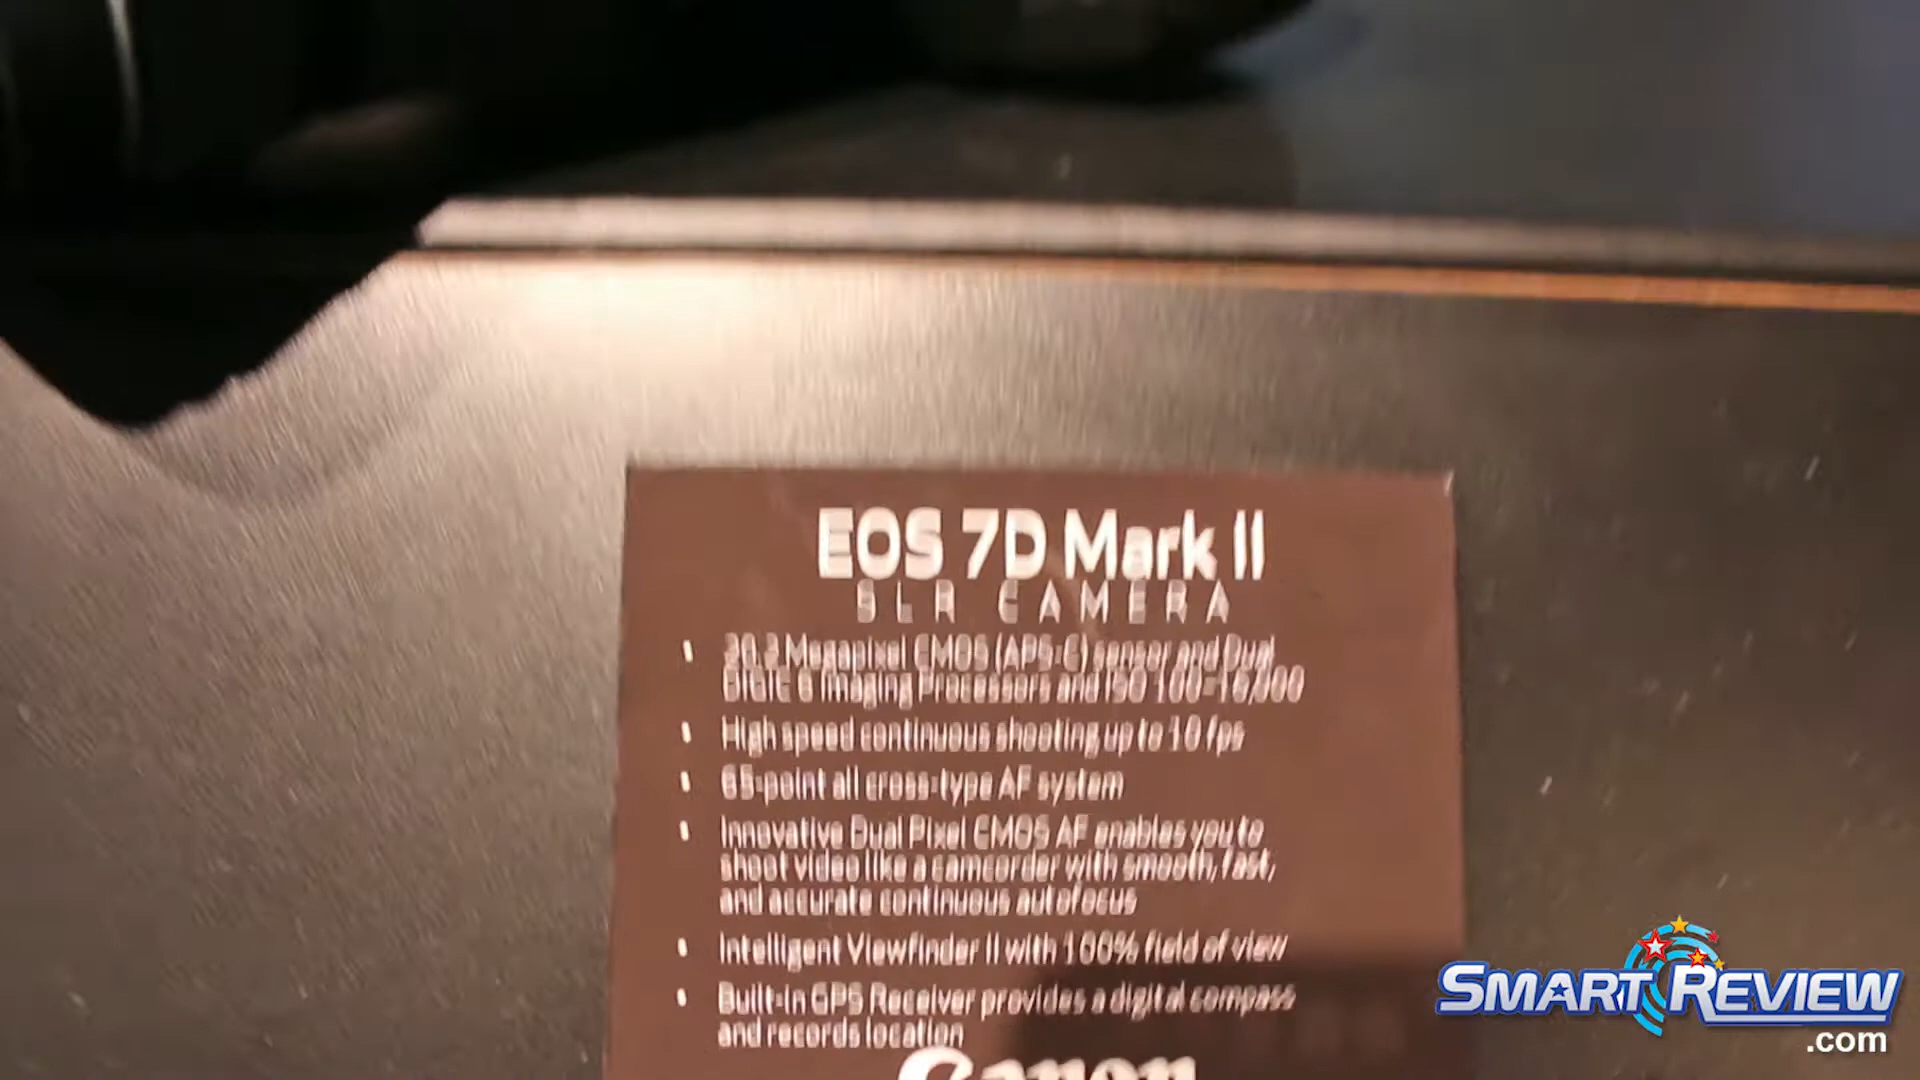 EOS 7D Mark II
SLR CAMERA
• 20.2 Megapixel CMOS (APS-C) sensor and Dual
DIGIC 6 Imaging Processors and ISO 100-16,000
• High speed continuous shooting up to 10 fps
• 65-point all cross-type AF system
• Innovative Dual Pixel CMOS AF enables you to
shoot video like a camcorder with smooth, fast,
and accurate continuous autofocus
• Intelligent Viewfinder II with 100% field of view
• Built-in GPS Receiver provides a digital compass
and records location
Canon
SMART REVIEW
.com